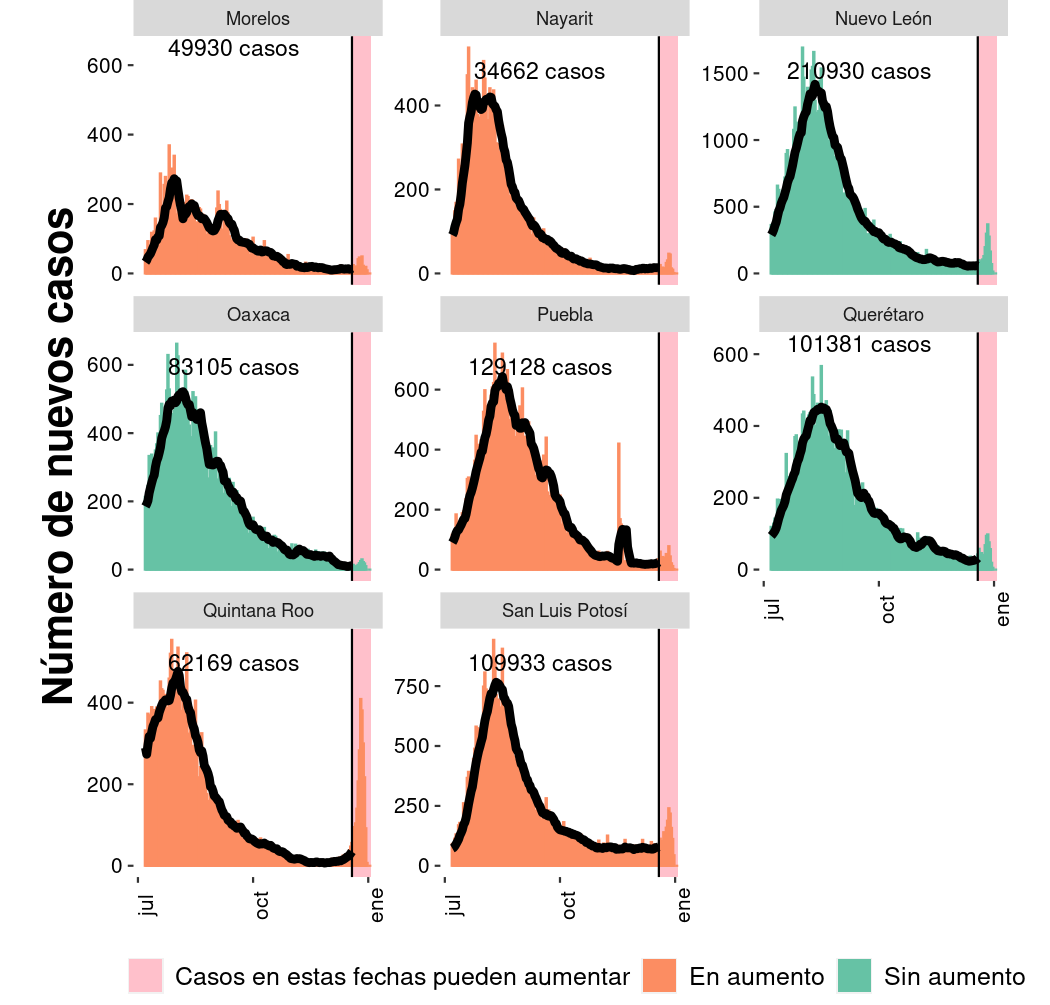 Número de nuevos casos
Morelos
49930 casos
600
400
200
0
Nayarit
34662 casos
400
200
0
Nuevo León
210930 casos
1500
1000
500
0
Oaxaca
83105 casos
600
400
200
0
Puebla
129128 casos
600
400
200
0
Querétaro
101381 casos
600
400
200
0
jul oct ene
Quintana Roo
62169 casos
400
200
0
jul oct ene
San Luis Potosí
109933 casos
750
500
250
0
jul oct ene
Casos en estas fechas pueden aumentar En aumento Sin aumento